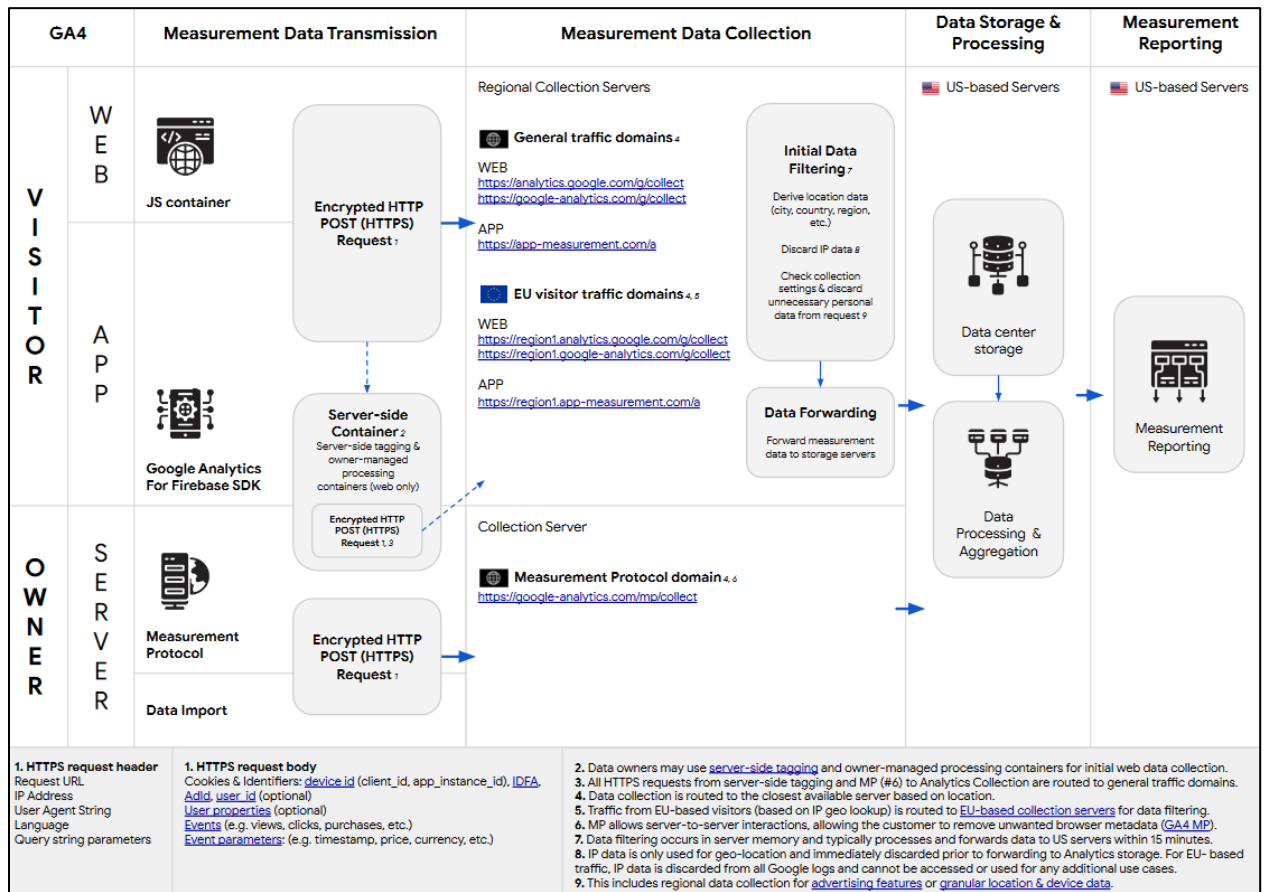 GA4
Measurement Data Transmission
Measurement Data Collection
Data Storage &
Processing
Measurement
Reporting
VISITOR
WEB
JS container
APP
Google Analytics
For Firebase SDK
Encrypted HTTP
POST (HTTPS)
Request 1
Server-side
Container 2
Server-side tagging &
owner-managed
processing
containers (web only)
Encrypted HTTP
POST (HTTPS)
Request 1, 3
Regional Collection Servers
General traffic domains 4
WEB
https://analytics.google.com/g/collect
https://google-analytics.com/g/collect
APP
https://app-measurement.com/a
EU visitor traffic domains 4, 5
WEB
https://region1.analytics.google.com/g/collect
https://region1.google-analytics.com/g/collect
APP
https://region1.app-measurement.com/a
Initial Data
Filtering 7
Derive location data
(city, country, region,
etc.)
Discard IP data 8
Check collection
settings & discard
unnecessary personal
data from request 9
Data Forwarding
Forward measurement
data to storage servers
US-based Servers
Data center
storage
Data
Processing &
Aggregation
US-based Servers
Measurement
Reporting
OWNER
SERVER
Measurement
Protocol
Data Import
Encrypted HTTP
POST (HTTPS)
Request 1
Collection Server
Measurement Protocol domain 4, 6
https://google-analytics.com/mp/collect
1. HTTPS request header
Request URL
IP Address
User Agent String
Language
Query string parameters
1. HTTPS request body
Cookies & Identifiers: device id (client_id, app_instance_id), IDFA,
AdId, user_id (optional)
User properties (optional)
Events (e.g. views, clicks, purchases, etc.)
Event parameters: (e.g. timestamp, price, currency, etc.)
2. Data owners may use server-side tagging and owner-managed processing containers for initial web data collection.
3. All HTTPS requests from server-side tagging and MP (#6) to Analytics Collection are routed to general traffic domains.
4. Data collection is routed to the closest available server based on location.
5. Traffic from EU-based visitors (based on IP geo lookup) is routed to EU-based collection servers for data filtering.
6. MP allows server-to-server interactions, allowing the customer to remove unwanted browser metadata (GA4 MP).
7. Data filtering occurs in server memory and typically processes and forwards data to US servers within 15 minutes.
8. IP data is only used for geo-location and immediately discarded prior to forwarding to Analytics storage. For EU- based
traffic, IP data is discarded from all Google logs and cannot be accessed or used for any additional use cases.
9. This includes regional data collection for advertising features or granular location & device data.